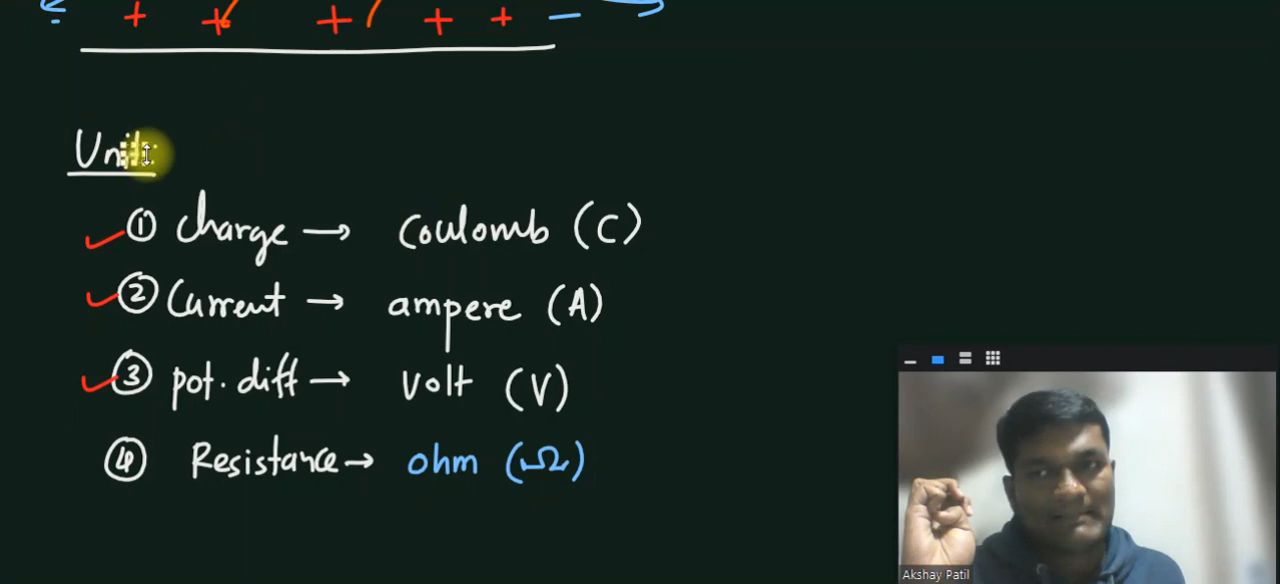 + + + + + -
Unit:
① Charge → Coulomb (C)
② Current → ampere (A)
③ pot. diff → Volt (V)
④ Resistance → ohm (Ω)
Akshay Patil